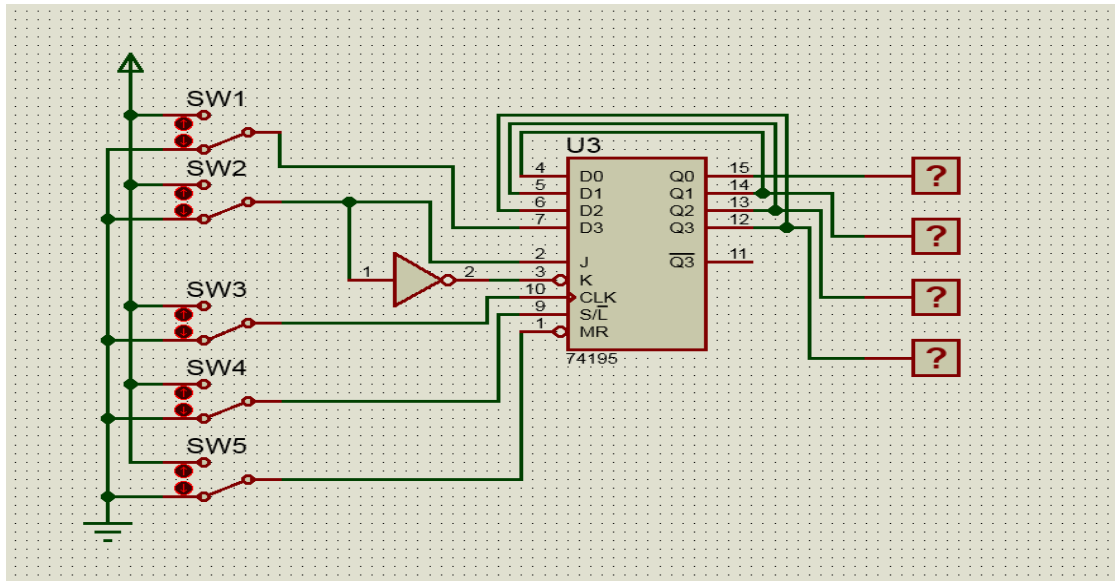 SW1
SW2
SW3
SW4
SW5
1
2
U3
4 D0 Q0 15
5 D1 Q1 14
6 D2 Q2 13
7 D3 Q3 12
2 J Q3 11
3 K
10 CLK
9 S/L
1 MR
74195
?
?
?
?